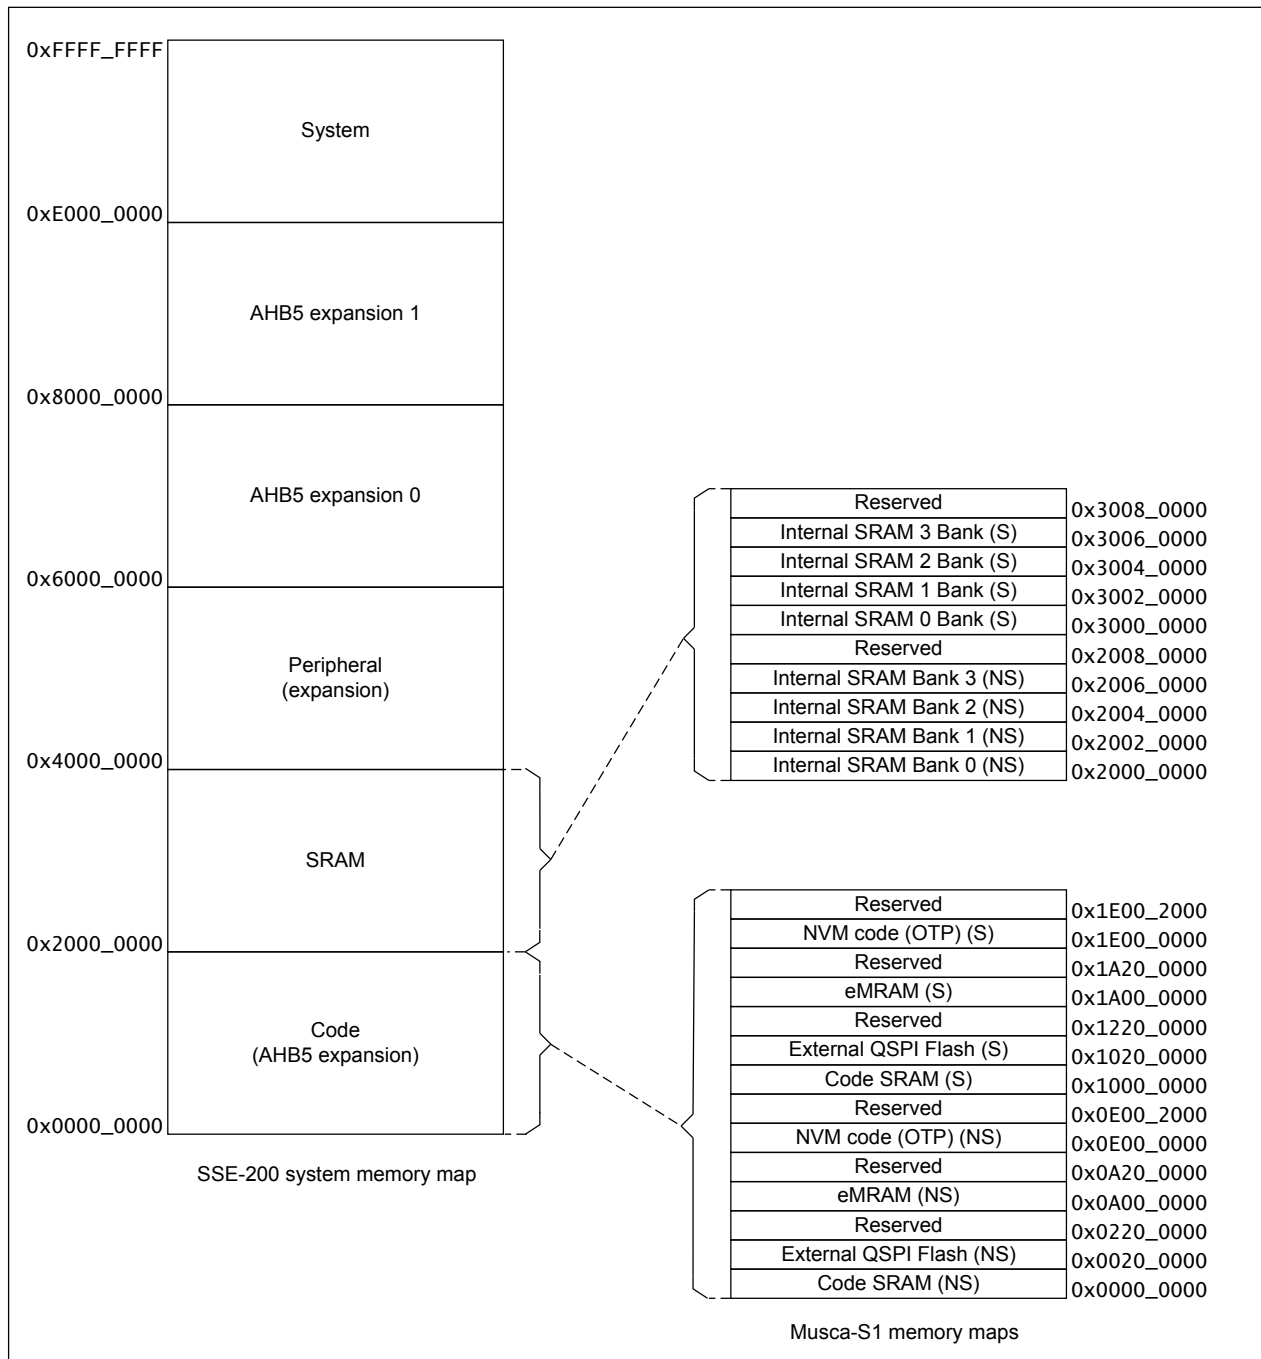 0xFFFF_FFFF
System
0xE000_0000
AHB5 expansion 1
0x8000_0000
AHB5 expansion 0
0x6000_0000
Peripheral
(expansion)
0x4000_0000
SRAM
0x2000_0000
Code
(AHB5 expansion)
0x0000_0000
SSE-200 system memory map
Reserved 0x3008_0000
Internal SRAM 3 Bank (S) 0x3006_0000
Internal SRAM 2 Bank (S) 0x3004_0000
Internal SRAM 1 Bank (S) 0x3002_0000
Internal SRAM 0 Bank (S) 0x3000_0000
Reserved 0x2008_0000
Internal SRAM Bank 3 (NS) 0x2006_0000
Internal SRAM Bank 2 (NS) 0x2004_0000
Internal SRAM Bank 1 (NS) 0x2002_0000
Internal SRAM Bank 0 (NS) 0x2000_0000
Reserved 0x1E00_2000
NVM code (OTP) (S) 0x1E00_0000
Reserved 0x1A20_0000
eMRAM (S) 0x1A00_0000
Reserved 0x1220_0000
External QSPI Flash (S) 0x1020_0000
Code SRAM (S) 0x1000_0000
Reserved 0x0E00_2000
NVM code (OTP) (NS) 0x0E00_0000
Reserved 0x0A20_0000
eMRAM (NS) 0x0A00_0000
Reserved 0x0220_0000
External QSPI Flash (NS) 0x0020_0000
Code SRAM (NS) 0x0000_0000
Musca-S1 memory maps